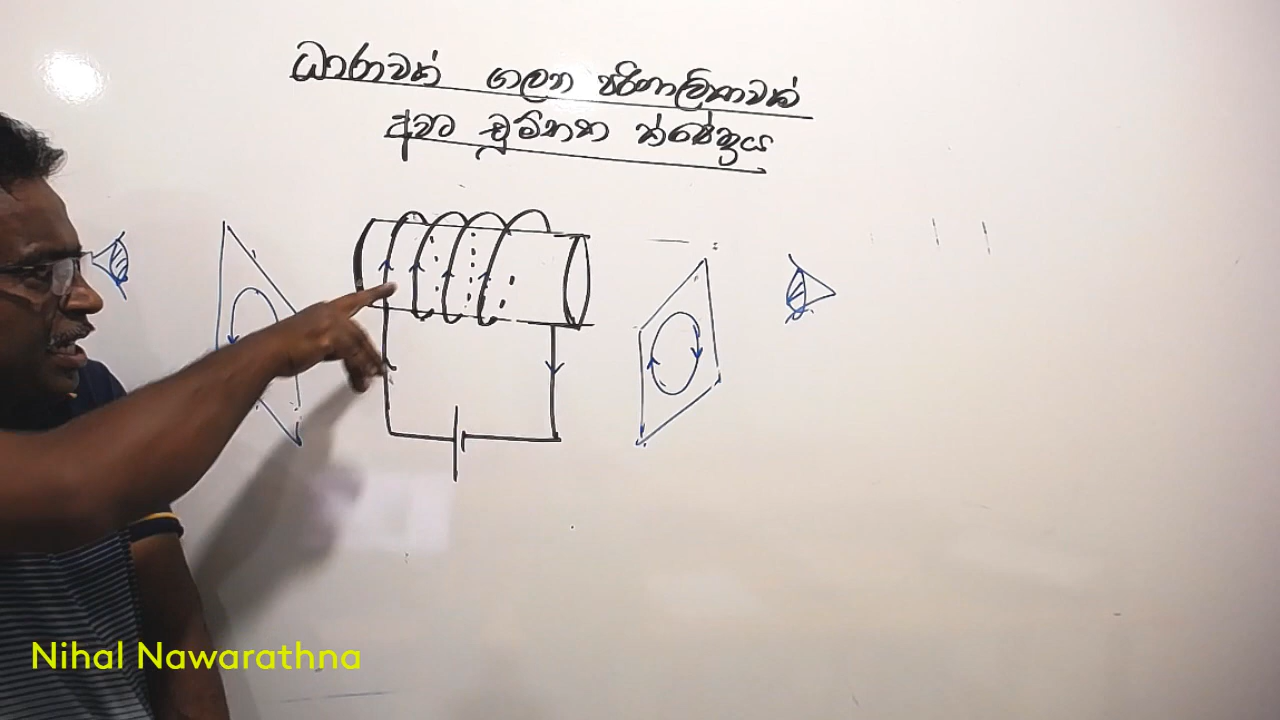 ධාරාවක් ගලන පරිනාලිකාවක්
අවට චුම්භක ක්ෂේත්‍රය
Nihal Nawarathna